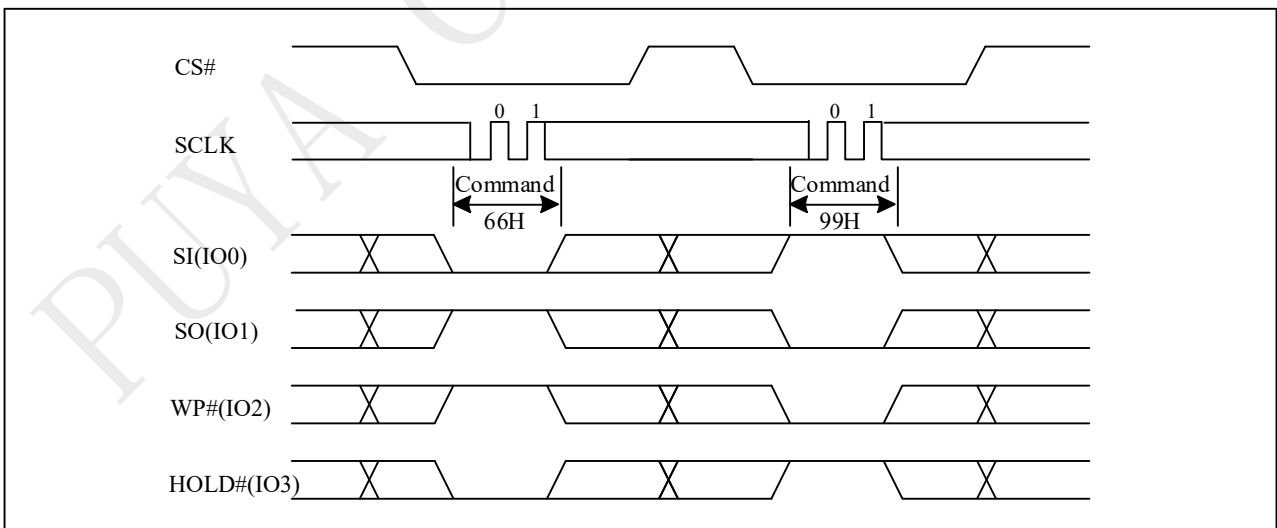 PUYA
CS#
0 1 0 1
SCLK
Command Command
66H 99H
SI(IO0)
SO(IO1)
WP#(IO2)
HOLD#(IO3)